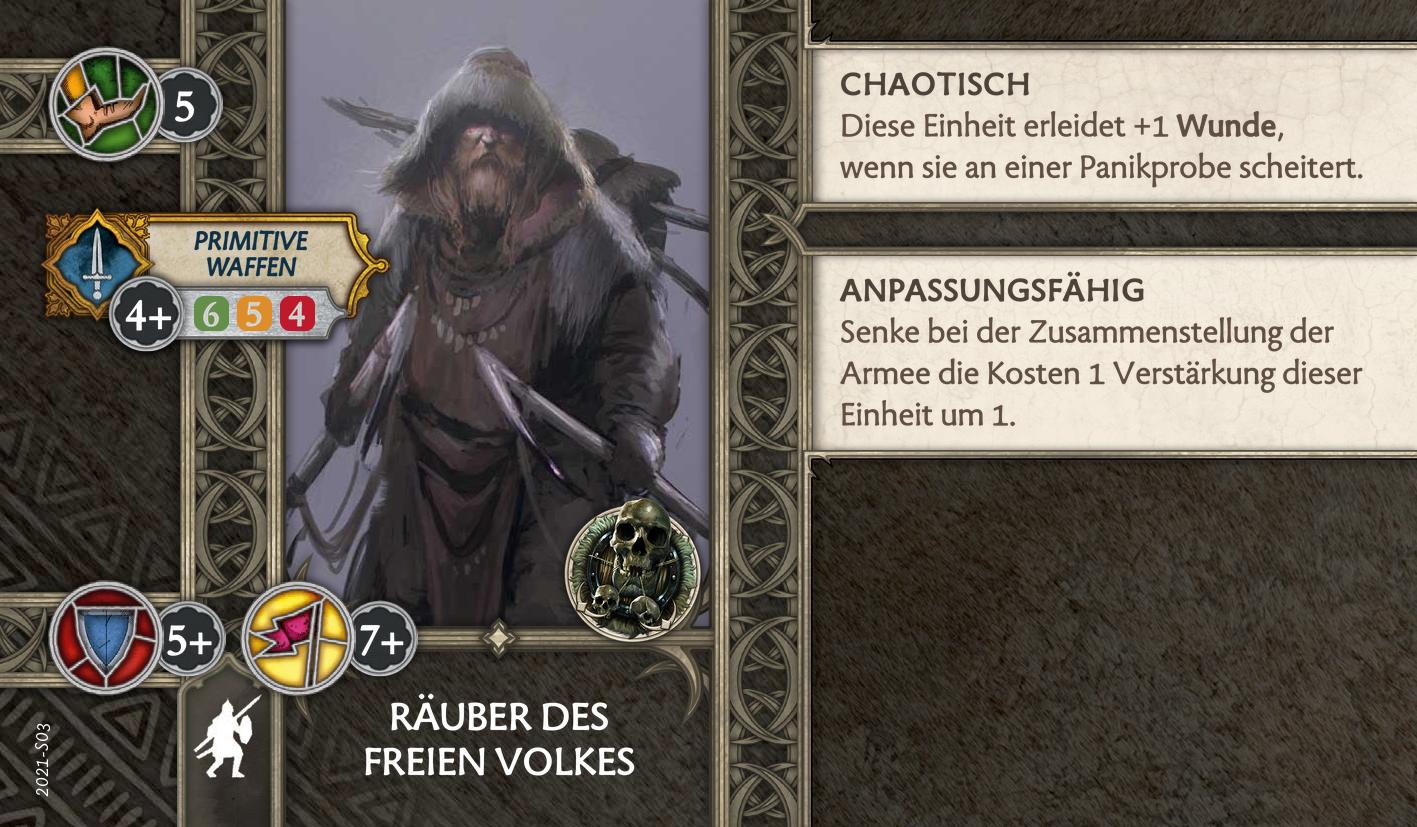 5
PRIMITIVE
WAFFEN
4+ 6 5 4
5+ 7+
RÄUBER DES
FREIEN VOLKES
2021-S03
CHAOTISCH
Diese Einheit erleidet +1 Wunde,
wenn sie an einer Panikprobe scheitert.
ANPASSUNGSFÄHIG
Senke bei der Zusammenstellung der
Armee die Kosten 1 Verstärkung dieser
Einheit um 1.